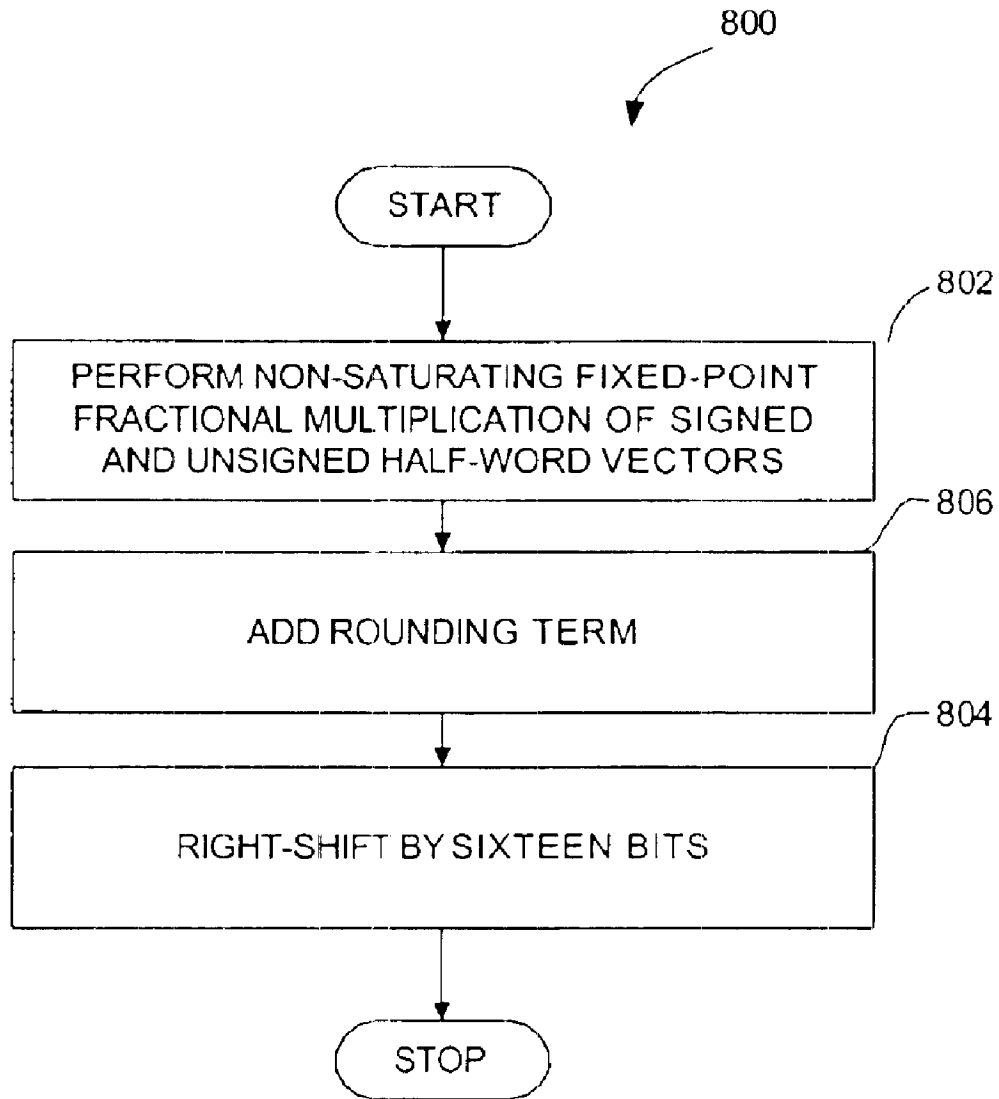 800
START
802
PERFORM NON-SATURATING FIXED-POINT
FRACTIONAL MULTIPLICATION OF SIGNED
AND UNSIGNED HALF-WORD VECTORS
806
ADD ROUNDING TERM
804
RIGHT-SHIFT BY SIXTEEN BITS
STOP